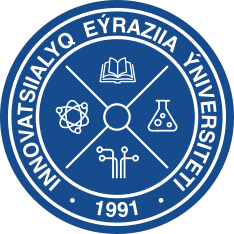 INNOVATSIIALYQ EÝRAZIIA ÝNIVERSITETI
· 1991 ·